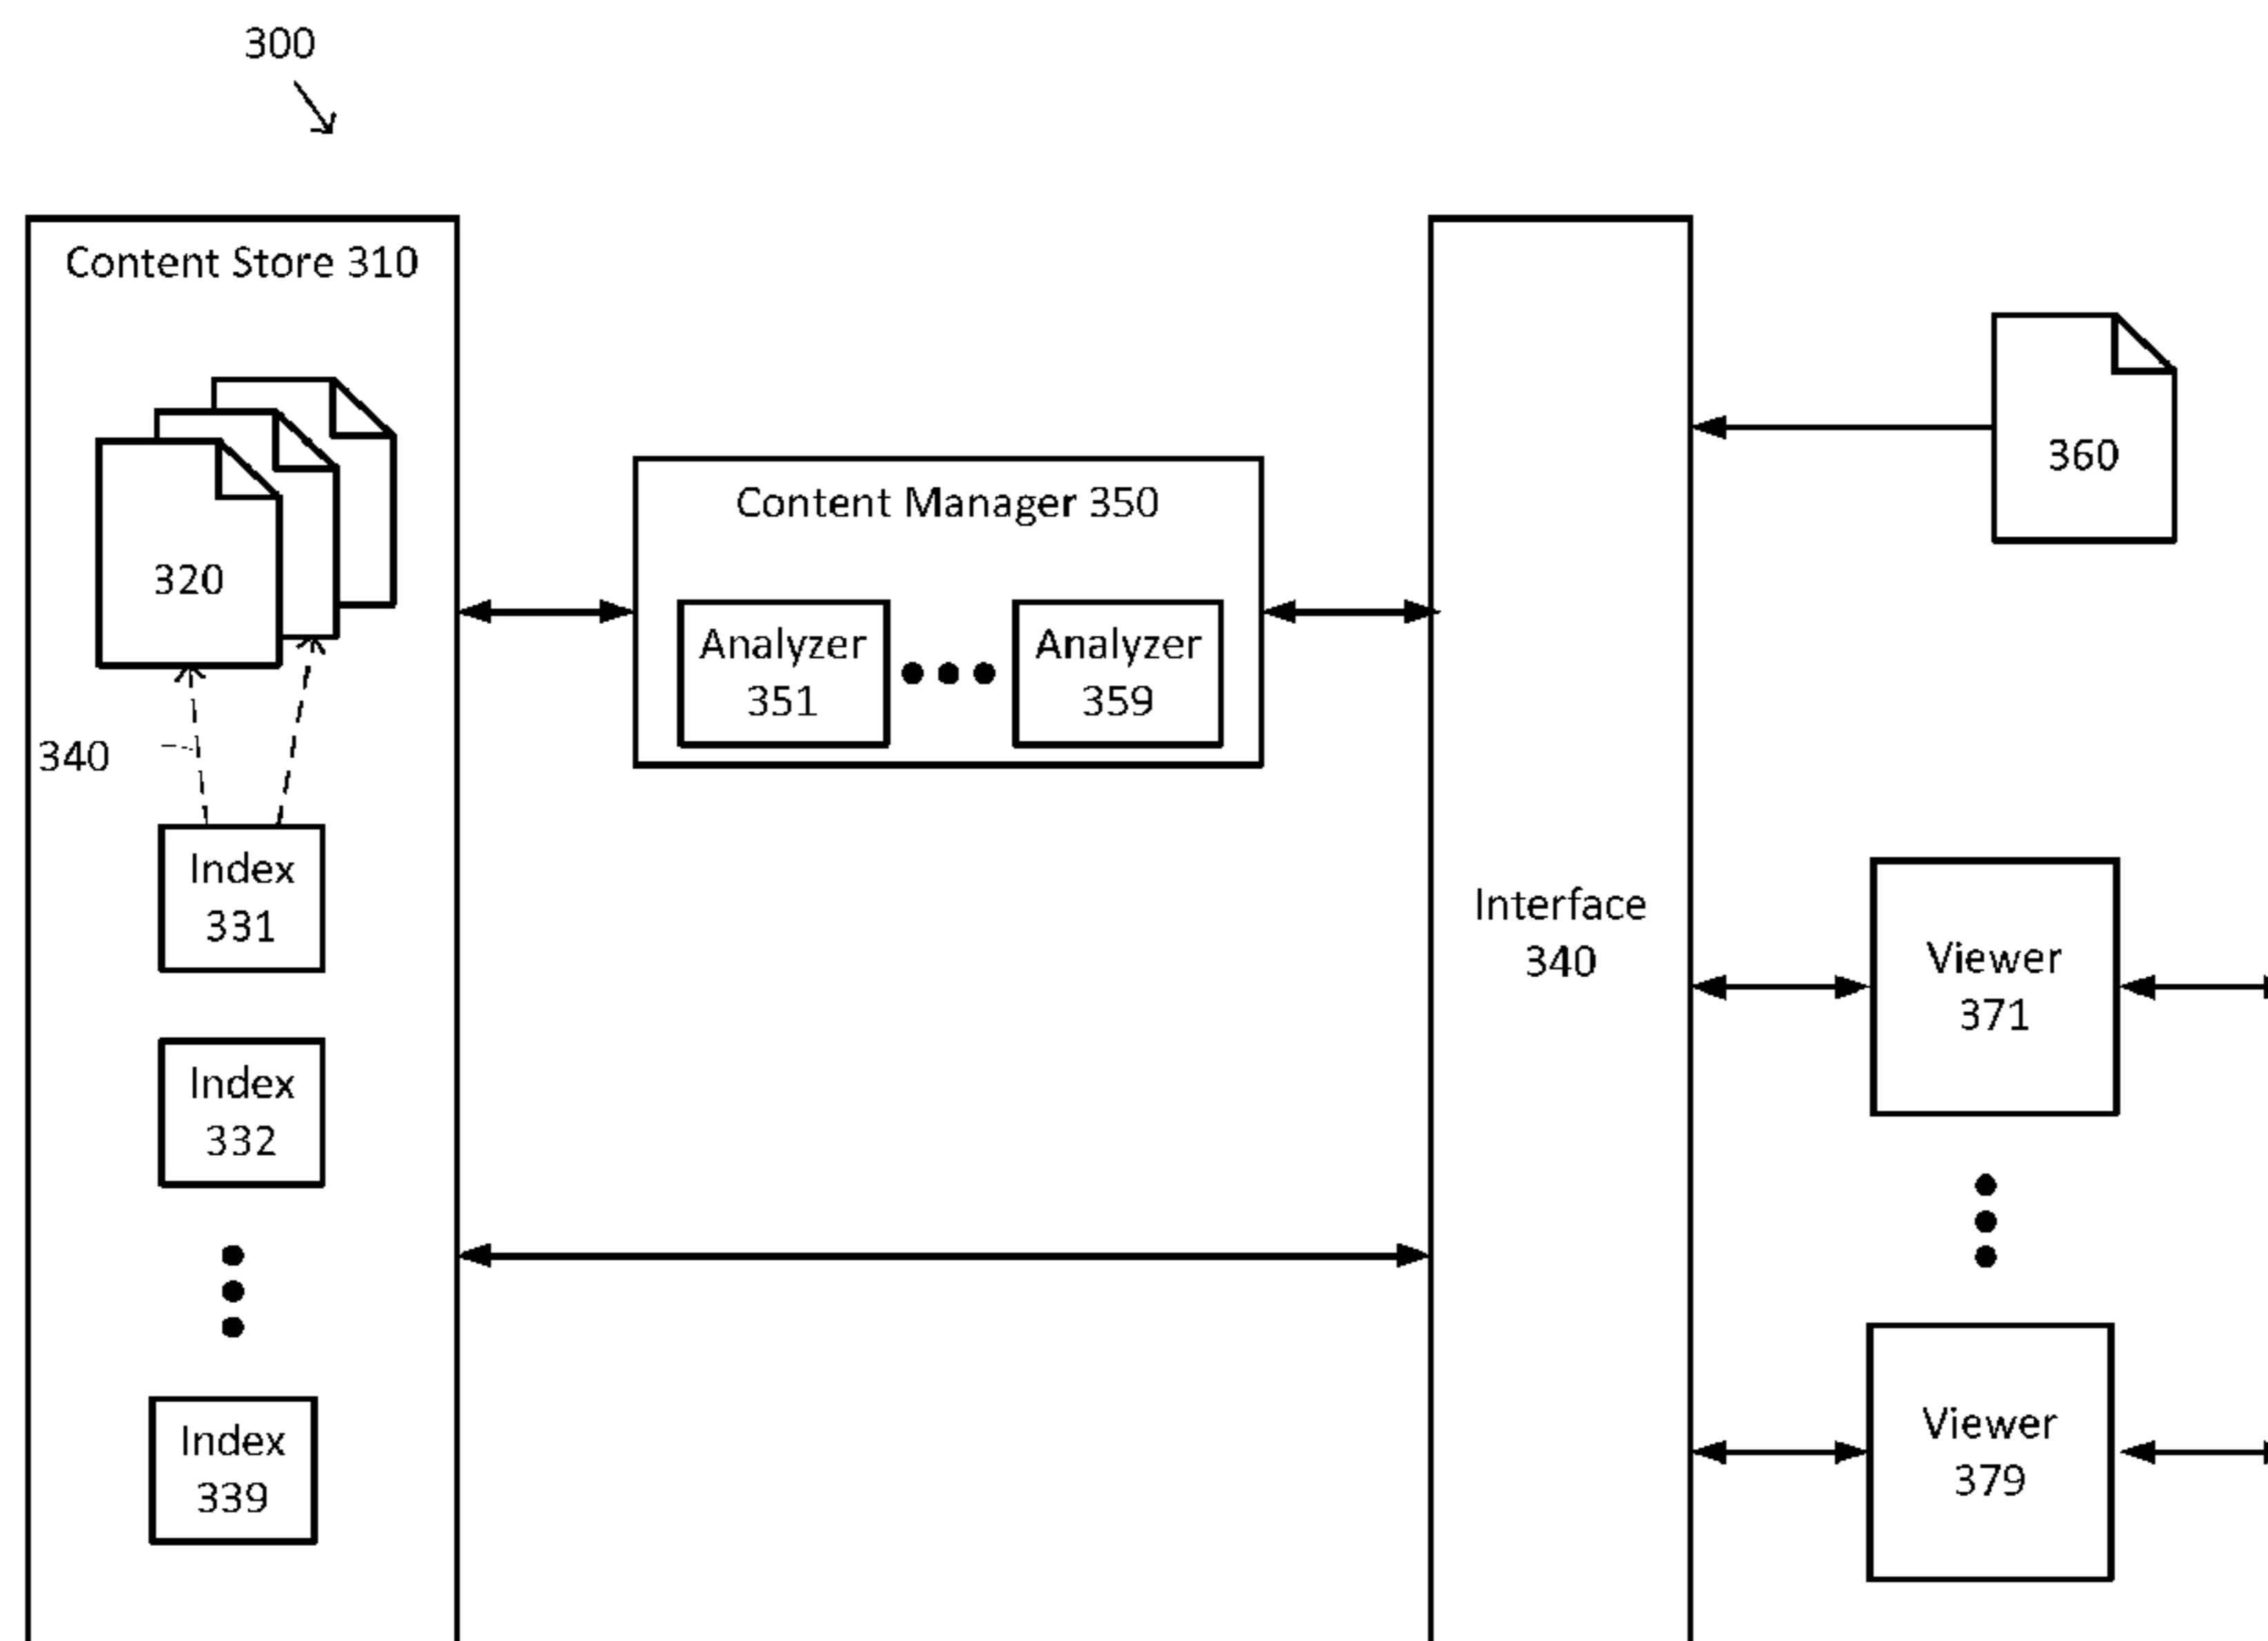 300
Content Store 310
320
340
Index
331
Index
332
Index
339
Content Manager 350
Analyzer
351
Analyzer
359
Interface
340
360
Viewer
371
Viewer
379